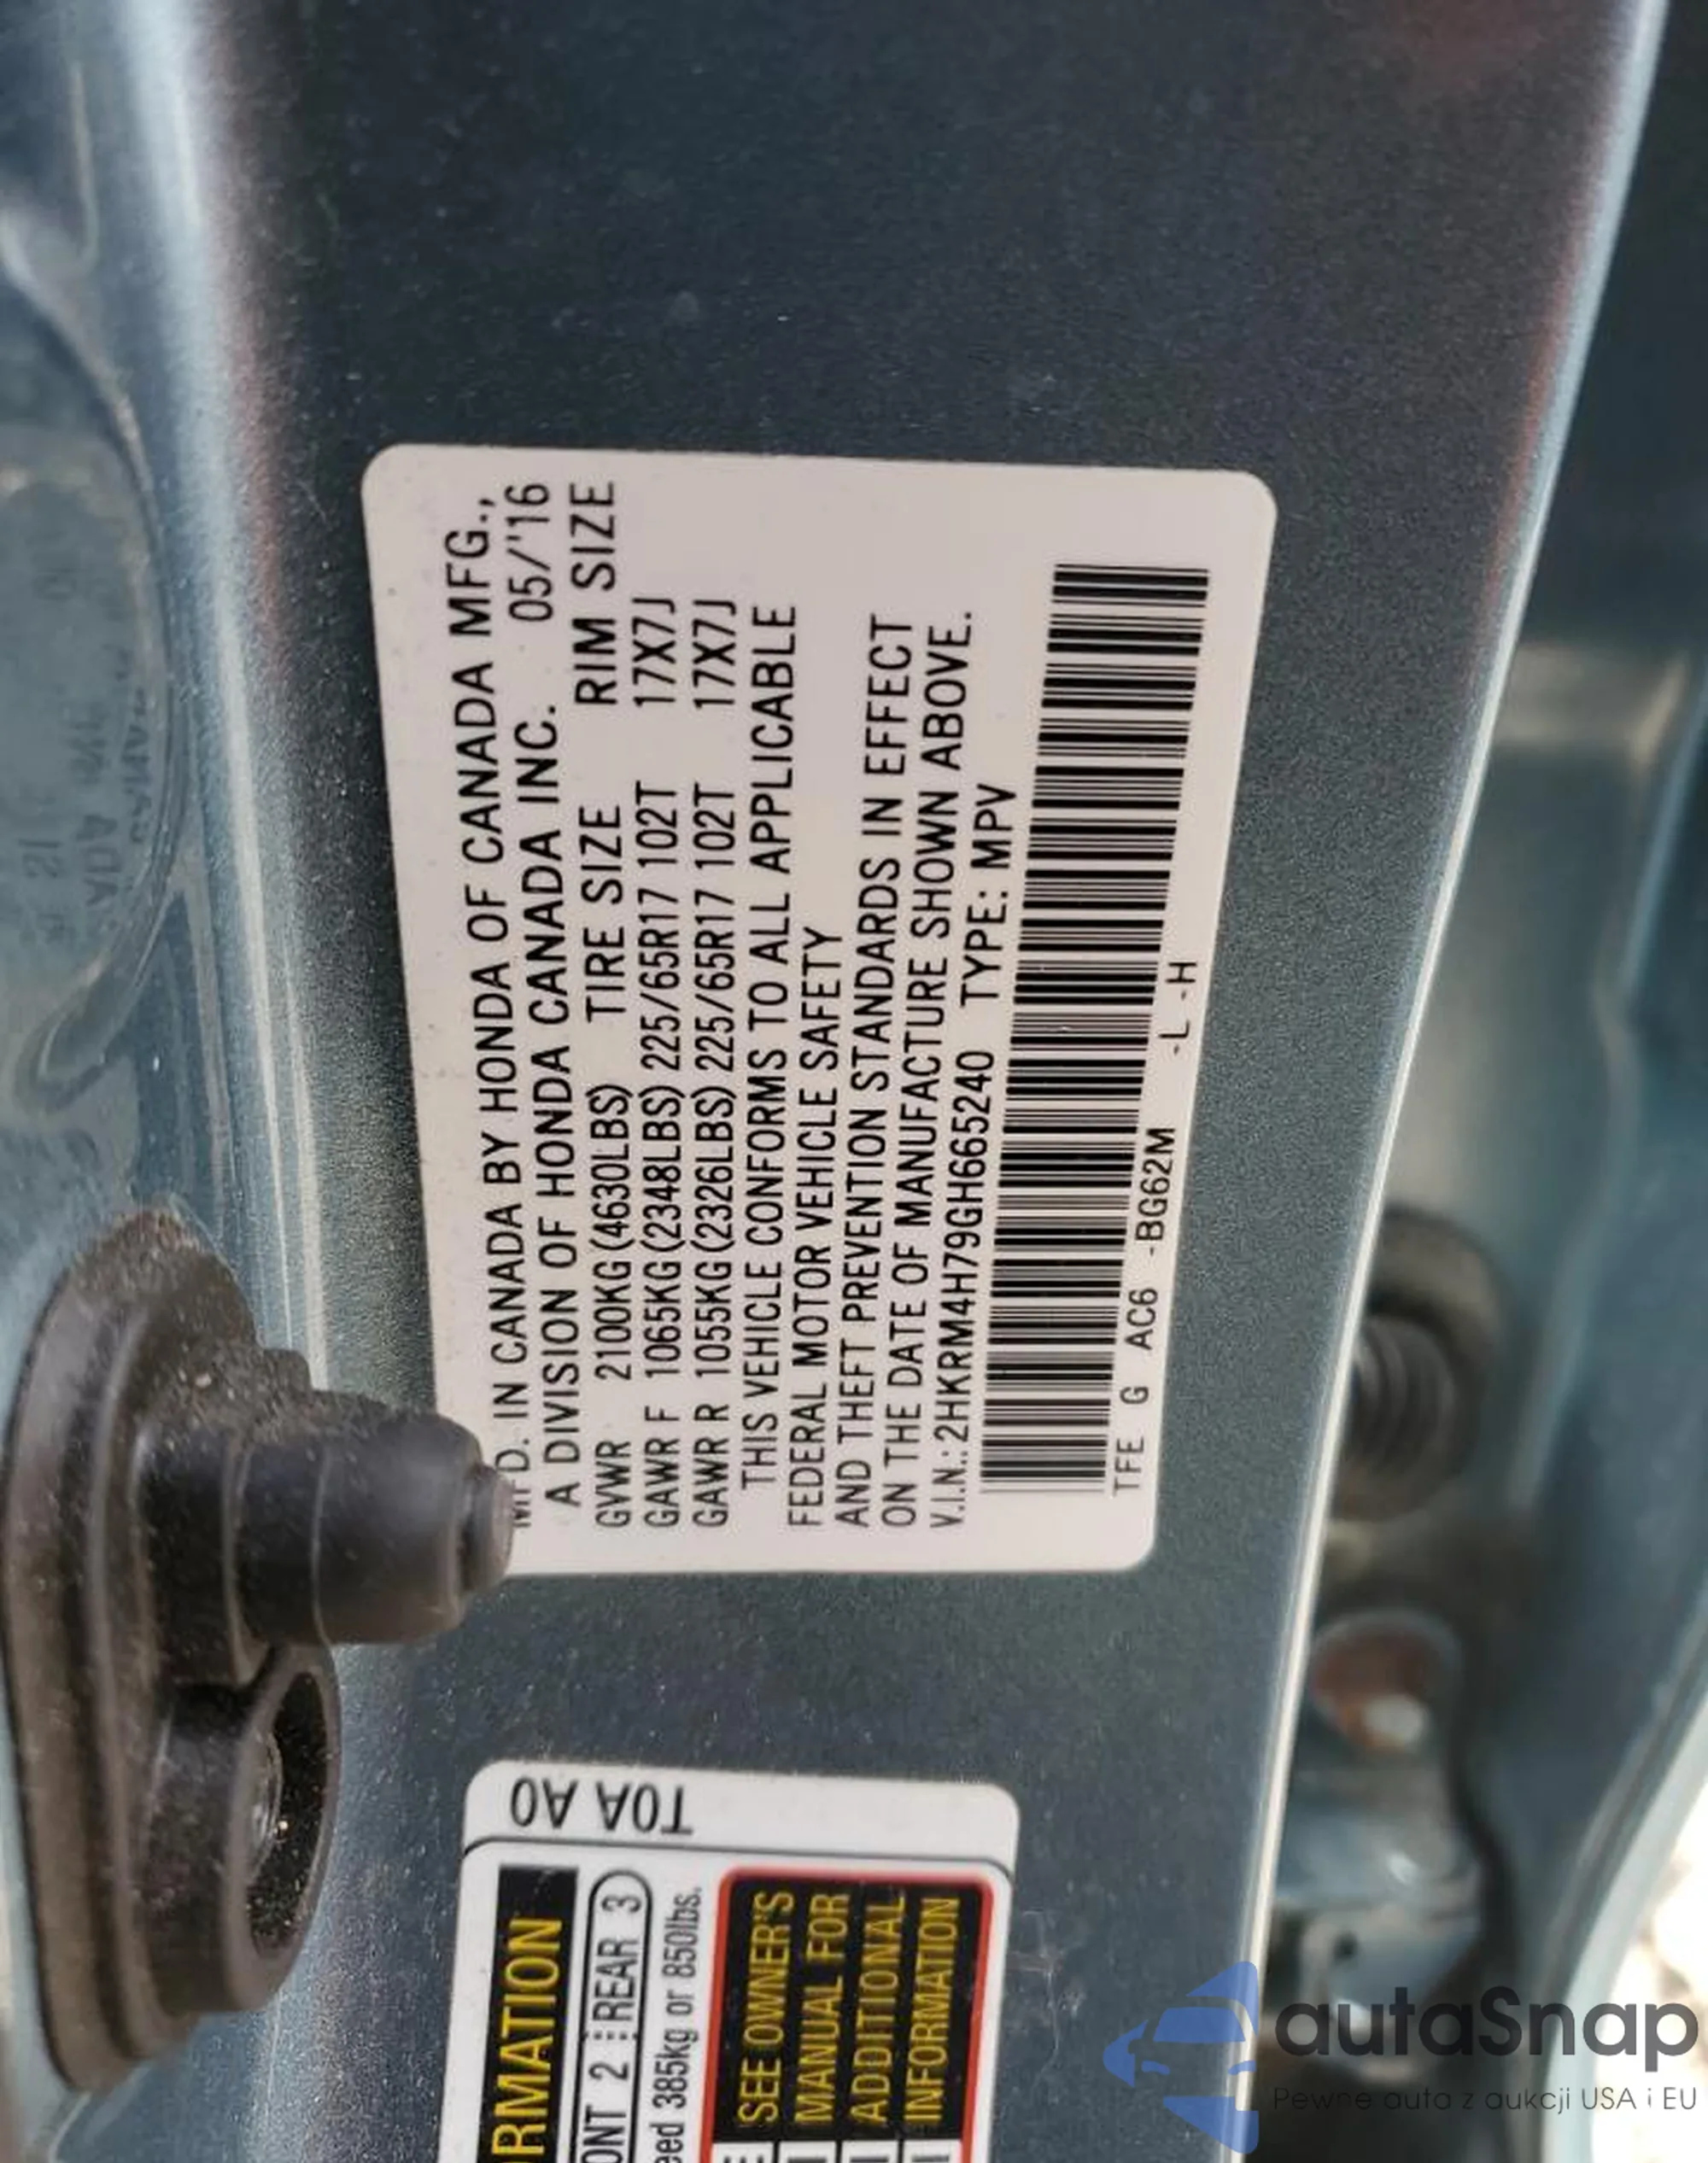 MFD. IN CANADA BY HONDA OF CANADA MFG.,
A DIVISION OF HONDA CANADA INC. 05/'16
GVWR 2100KG (4630LBS) TIRE SIZE RIM SIZE
GAWR F 1065KG (2348LBS) 225/65R17 102T 17X7J
GAWR R 1055KG (2326LBS) 225/65R17 102T 17X7J
THIS VEHICLE CONFORMS TO ALL APPLICABLE
FEDERAL MOTOR VEHICLE SAFETY
AND THEFT PREVENTION STANDARDS IN EFFECT
ON THE DATE OF MANUFACTURE SHOWN ABOVE.
V.I.N.: 2HKRM4H79GH665240 TYPE: MPV
TFE G AC6 -BG62M -L -H
T0A A0
RMATION
ONT 2 REAR 3
eed 385kg or 850lbs.
SEE OWNER'S
MANUAL FOR
ADDITIONAL
INFORMATION
autaSnap
Pewne auta z aukcji USA i EU